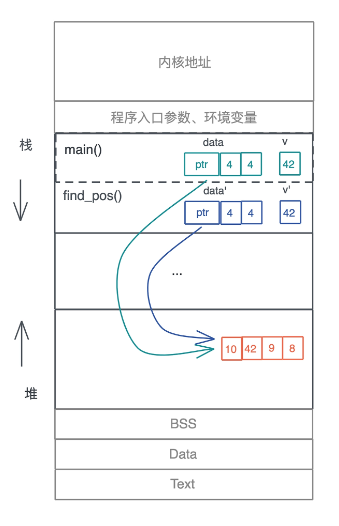 内核地址
程序入口参数、环境变量
栈
main()
data
v
ptr 4 4
42
find_pos()
data'
v'
ptr 4 4
42
...
10 42 9 8
堆
BSS
Data
Text